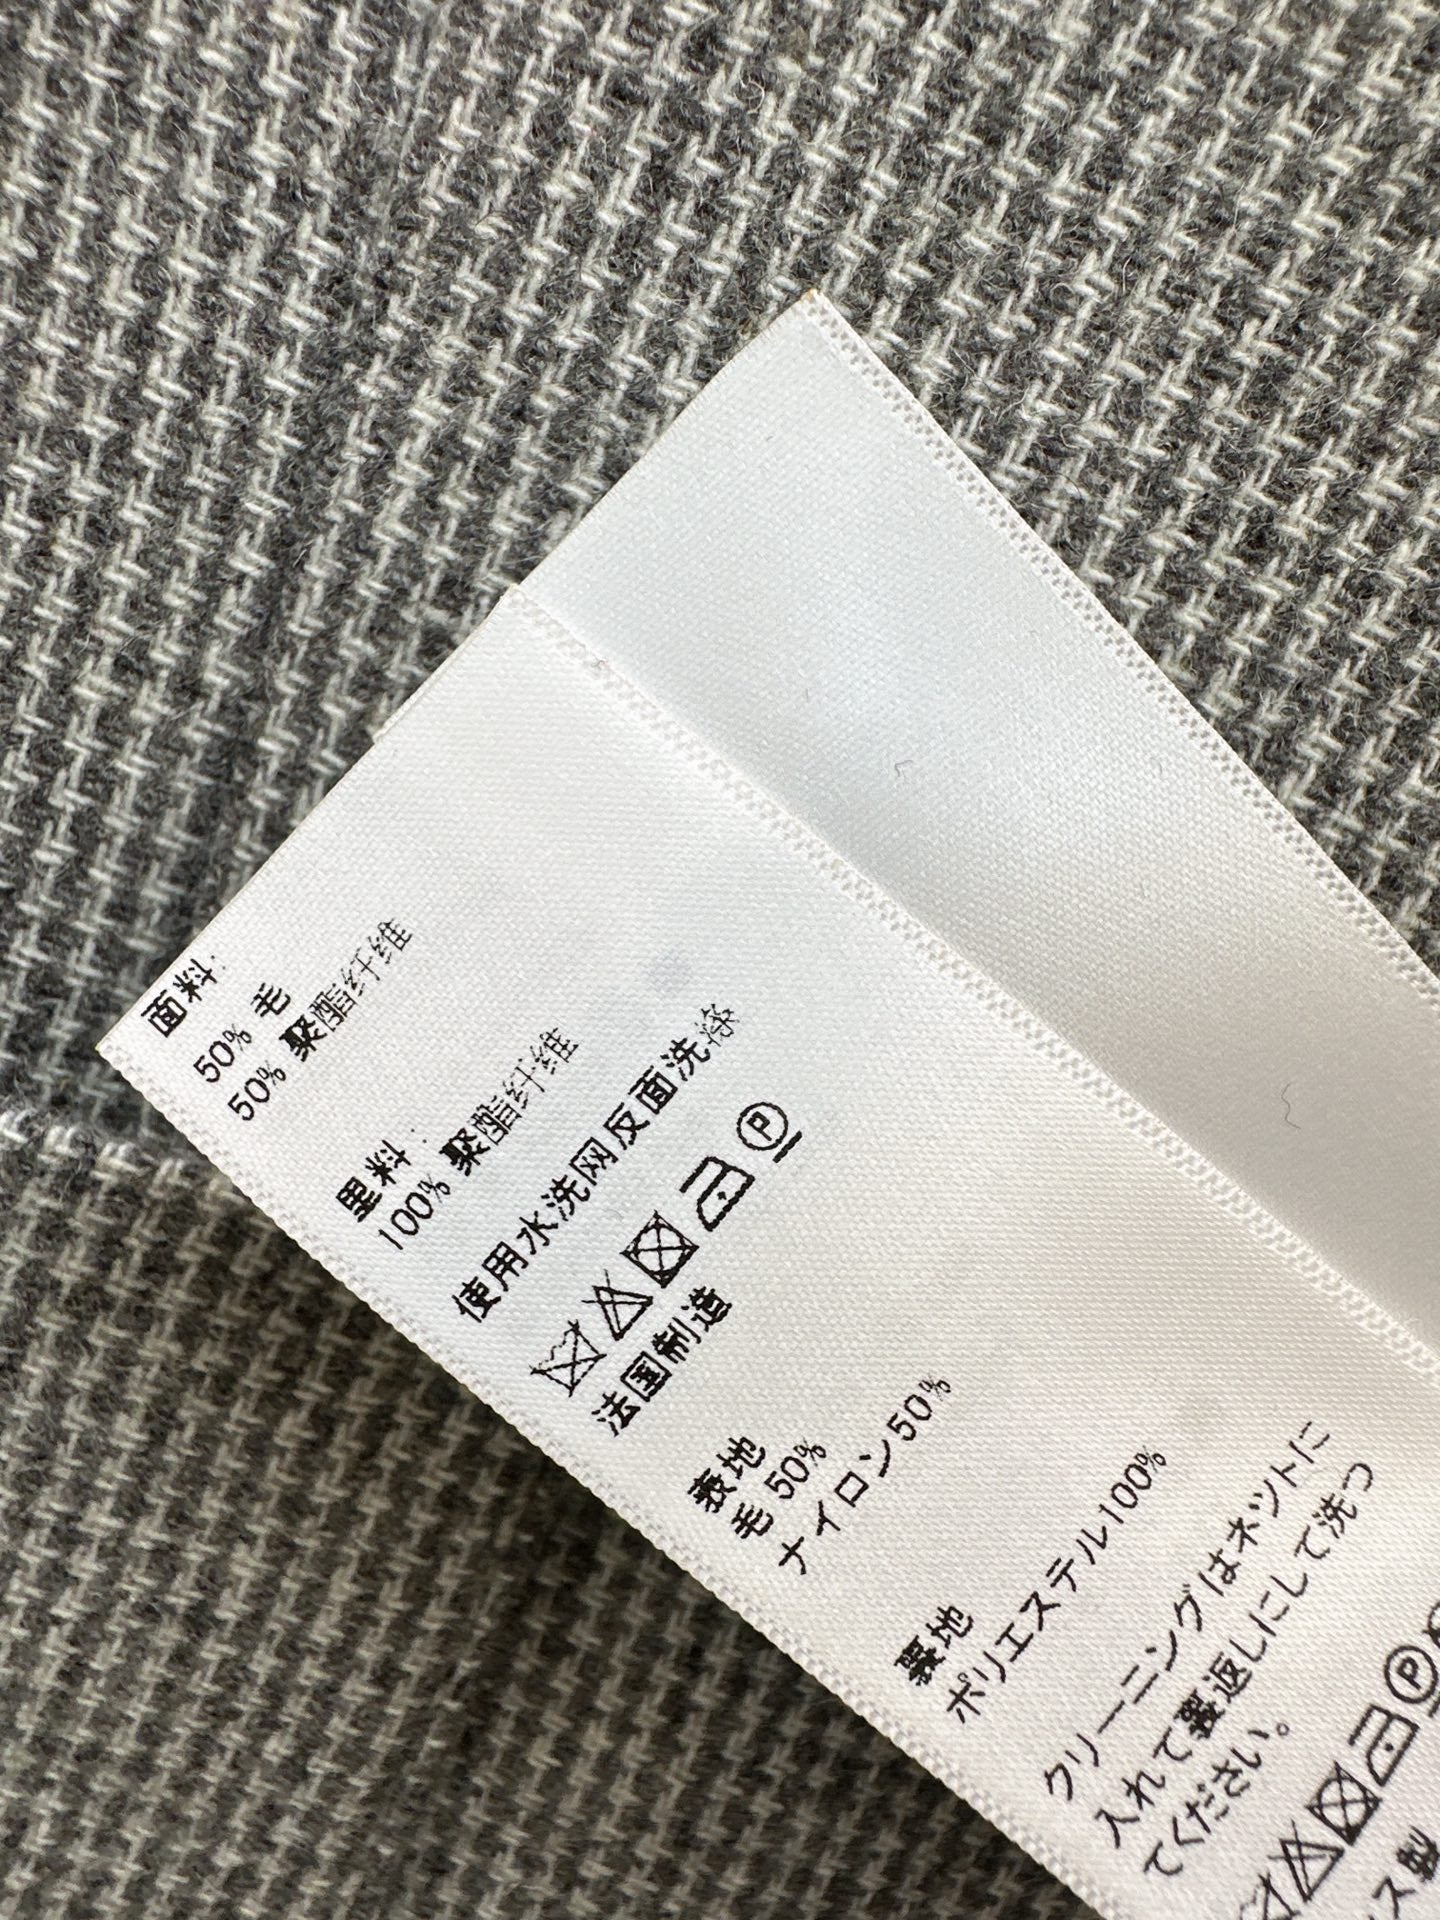 面料:
50% 毛
50% 聚酯纤维
里料:
100% 聚酯纤维
使用水洗网反面洗涤
P
法国制造
表地
毛 50%
ナイロン50%
裏地
ポリエステル100%
クリーニングはネットに
入れて裏返しにして洗っ
てください。
P
ス製